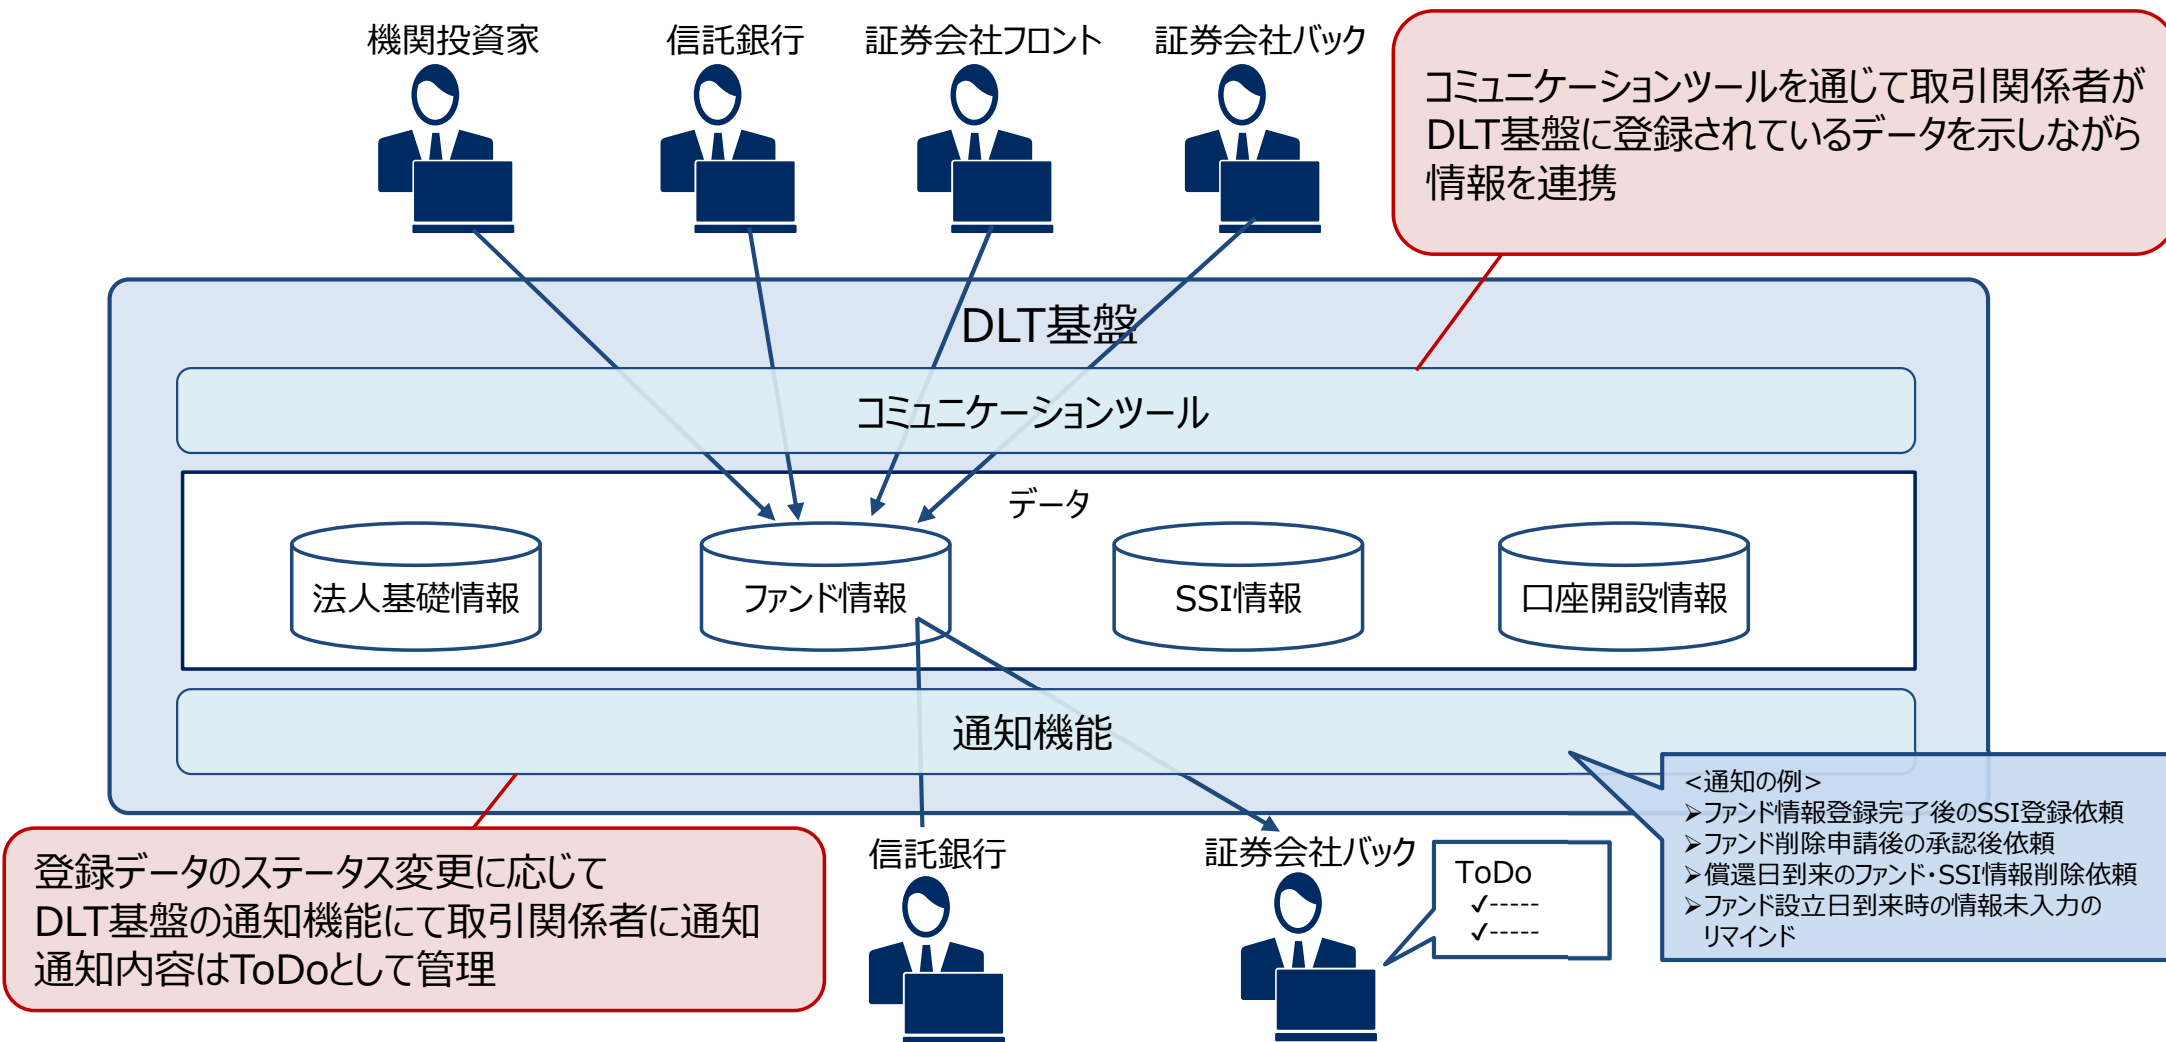 機関投資家
信託銀行
証券会社フロント
証券会社バック
コミュニケーションツールを通じて取引関係者が
DLT基盤に登録されているデータを示しながら
情報を連携
DLT基盤
コミュニケーションツール
データ
法人基礎情報
ファンド情報
SSI情報
口座開設情報
通知機能
<通知の例>
➢ファンド情報登録完了後のSSI登録依頼
➢ファンド削除申請後の承認後依頼
➢償還日到来のファンド・SSI情報削除依頼
➢ファンド設立日到来時の情報未入力の
リマインド
登録データのステータス変更に応じて
DLT基盤の通知機能にて取引関係者に通知
通知内容はToDoとして管理
信託銀行
証券会社バック
ToDo
✓-----
✓-----